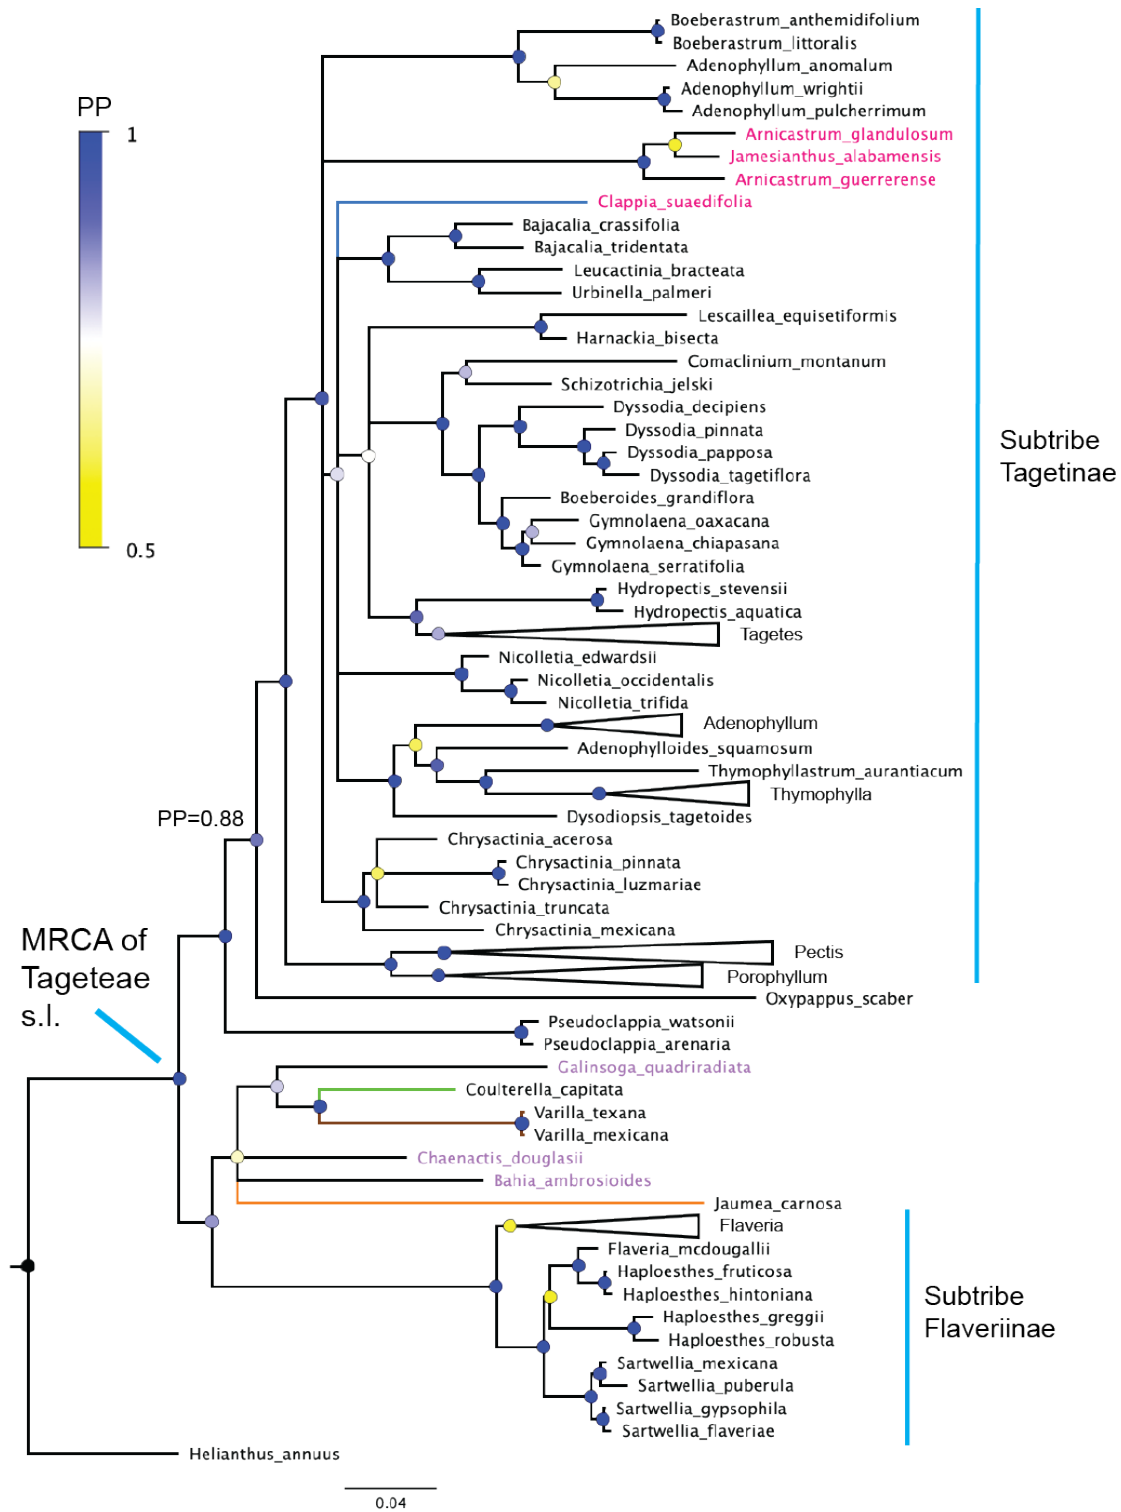 PP
1
0.5
Boeberastrum_anthemidifolium
Boeberastrum_littoralis
Adenophyllum_anomalum
Adenophyllum_wrightii
Adenophyllum_pulcherrimum
Arnicastrum_glandulosum
Jamesianthus_alabamensis
Arnicastrum_guerrerense
Clappia_suaedifolia
Bajacalia_crassifolia
Bajacalia_tridentata
Leucactinia_bracteata
Urbinella_palmeri
Lescaillea_equisetiformis
Harnackia_bisecta
Comaclinium_montanum
Schizotrichia_jelski
Dyssodia_decipiens
Dyssodia_pinnata
Dyssodia_papposa
Dyssodia_tagetiflora
Boeberoides_grandiflora
Gymnolaena_oaxacana
Gymnolaena_chiapasana
Gymnolaena_serratifolia
Hydropectis_stevensii
Hydropectis_aquatica
Tagetes
Nicolletia_edwardsii
Nicolletia_occidentalis
Nicolletia_trifida
Adenophyllum
Adenophylloides_squamosum
Thymophyllastrum_aurantiacum
Thymophylla
Dysodiopsis_tagetoides
Chrysactinia_acerosa
Chrysactinia_pinnata
Chrysactinia_luzmariae
Chrysactinia_truncata
Chrysactinia_mexicana
Pectis
Porophyllum
Oxypappus_scaber
Pseudoclappia_watsonii
Pseudoclappia_arenaria
Galinsoga_quadriradiata
Coulterella_capitata
Varilla_texana
Varilla_mexicana
Chaenactis_douglasii
Bahia_ambrosioides
Jaumea_carnosa
Flaveria
Flaveria_mcdougallii
Haploesthes_fruticosa
Haploesthes_hintoniana
Haploesthes_greggii
Haploesthes_robusta
Sartwellia_mexicana
Sartwellia_puberula
Sartwellia_gypsophila
Sartwellia_flaveriae
Helianthus_annuus
Subtribe
Tagetinae
PP=0.88
MRCA of
Tageteae
s.l.
Subtribe
Flaveriinae
0.04